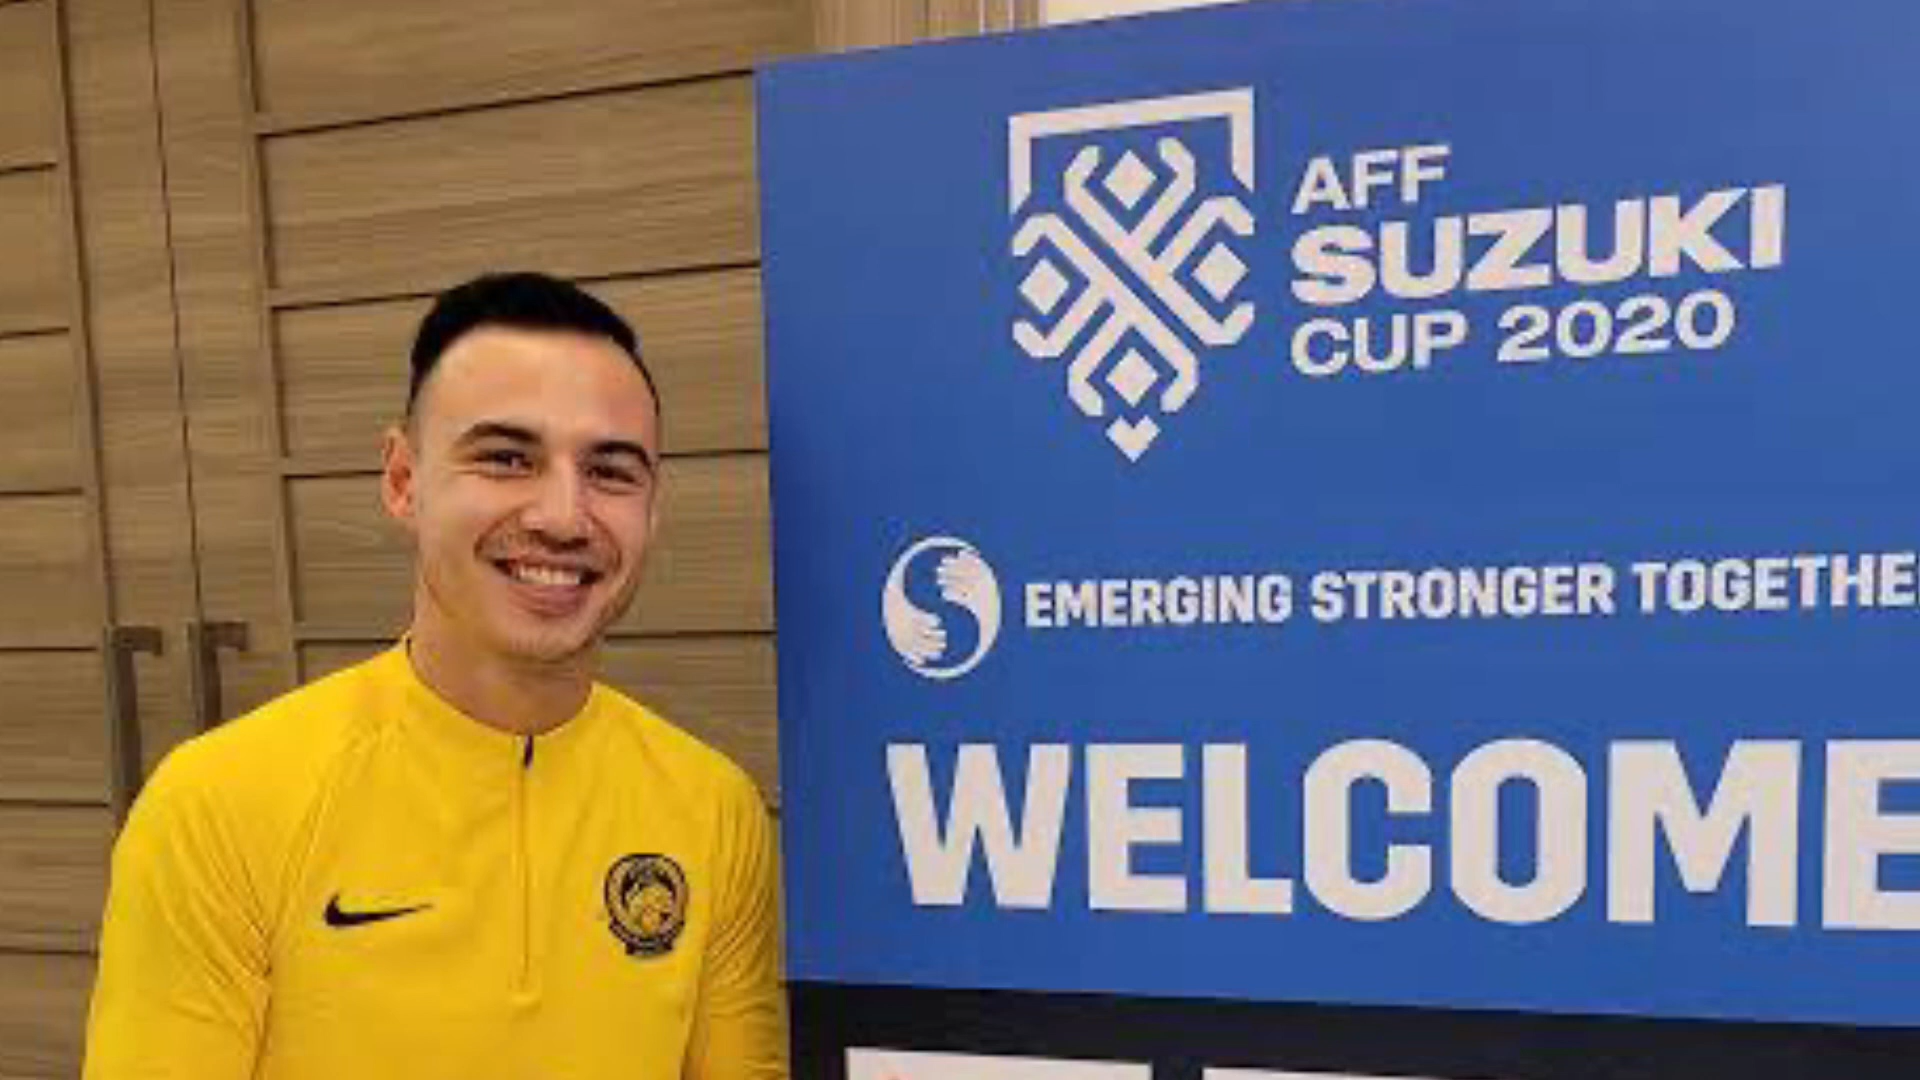 AFF
SUZUKI
CUP 2020
EMERGING STRONGER TOGETHE
WELCOME